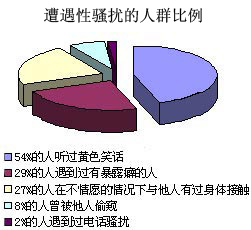 遭遇性骚扰的人群比例
54%的人听过黄色笑话
29%的人遇到过有暴露癖的人
27%的人在不情愿的情况下与他人有过身体接触
8%的人曾被他人偷窥
2%的人遇到过电话骚扰